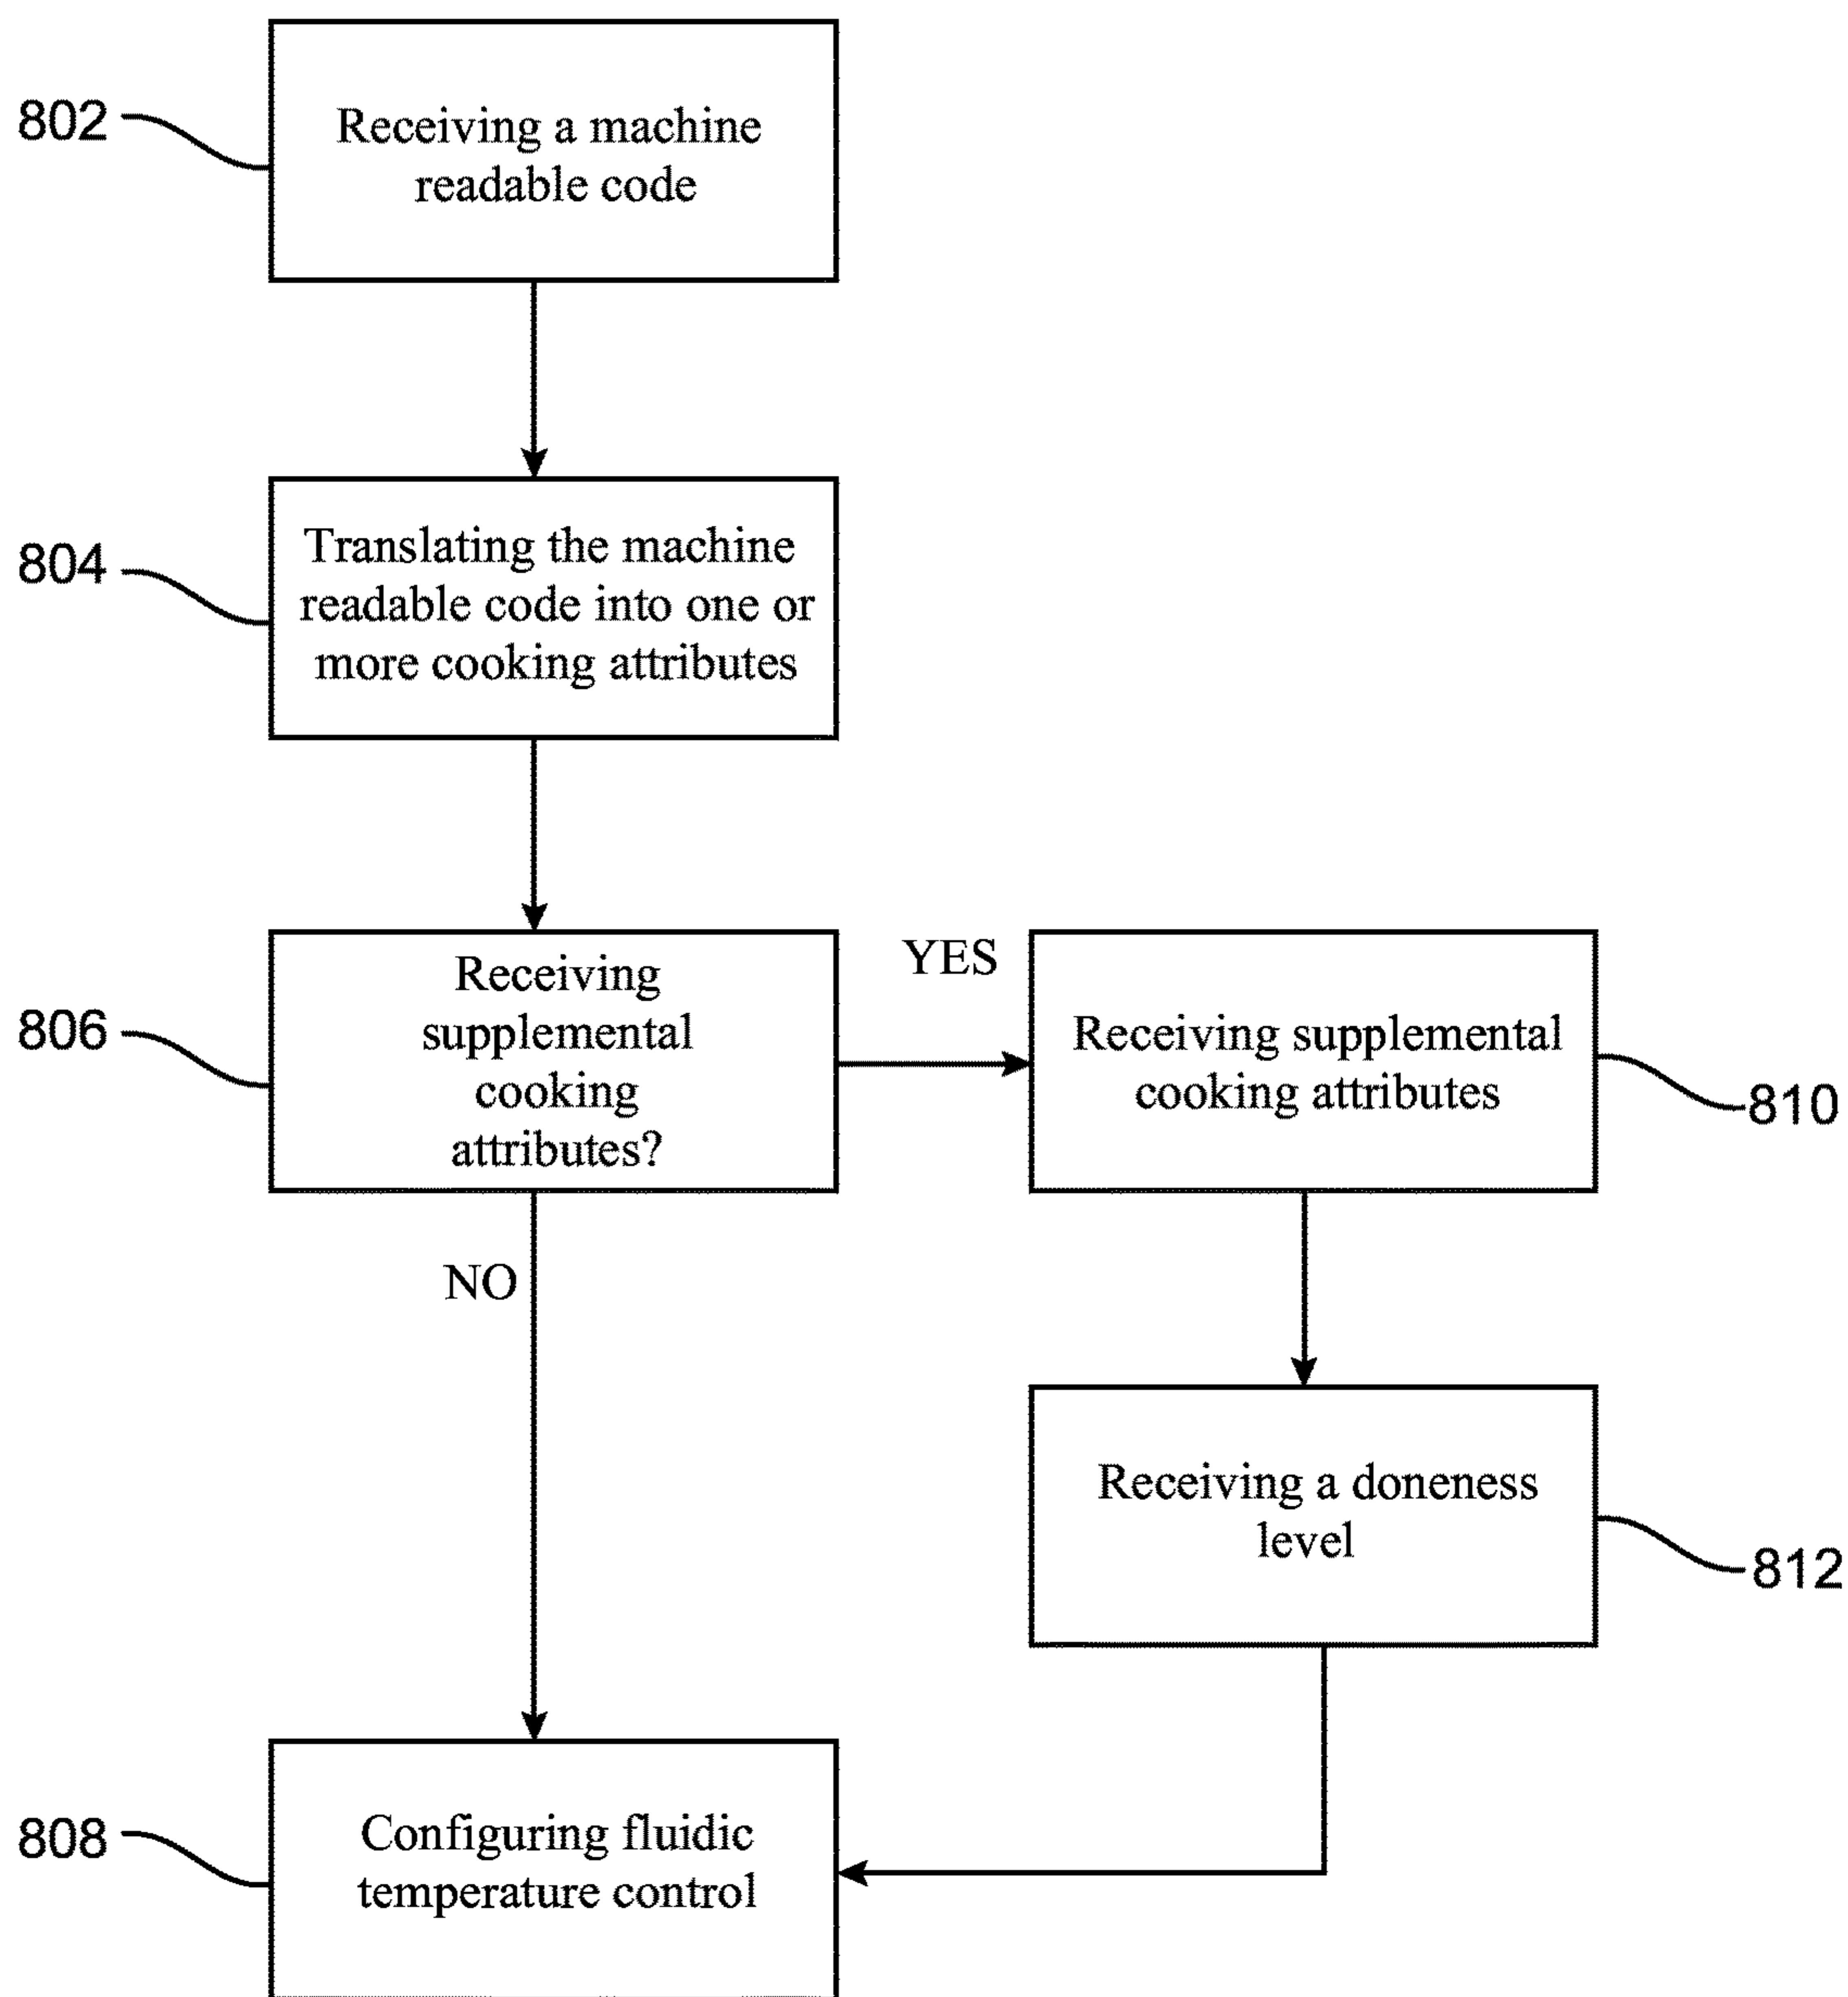 802
Receiving a machine
readable code
804
Translating the machine
readable code into one or
more cooking attributes
806
Receiving
supplemental
cooking
attributes?
YES
Receiving supplemental
cooking attributes
810
NO
Receiving a doneness
level
812
808
Configuring fluidic
temperature control